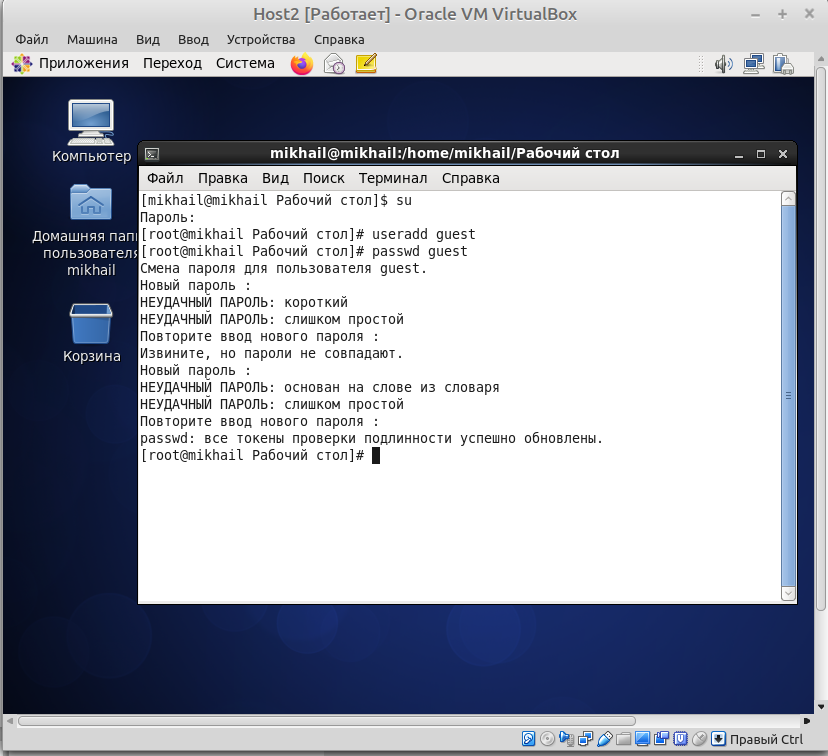 Host2 [Работает] - Oracle VM VirtualBox
Файл Машина Вид Ввод Устройства Справка
Приложения Переход Система
Компьютер
Домашняя пап
пользователя
mikhail
Корзина
mikhail@mikhail:/home/mikhail/Рабочий стол
Файл Правка Вид Поиск Терминал Справка
[mikhail@mikhail Рабочий стол]$ su
Пароль:
[root@mikhail Рабочий стол]# useradd guest
[root@mikhail Рабочий стол]# passwd guest
Смена пароля для пользователя guest.
Новый пароль :
НЕУДАЧНЫЙ ПАРОЛЬ: короткий
НЕУДАЧНЫЙ ПАРОЛЬ: слишком простой
Повторите ввод нового пароля :
Извините, но пароли не совпадают.
Новый пароль :
НЕУДАЧНЫЙ ПАРОЛЬ: основан на слове из словаря
НЕУДАЧНЫЙ ПАРОЛЬ: слишком простой
Повторите ввод нового пароля :
passwd: все токены проверки подлинности успешно обновлены.
[root@mikhail Рабочий стол]#
Правый Ctrl